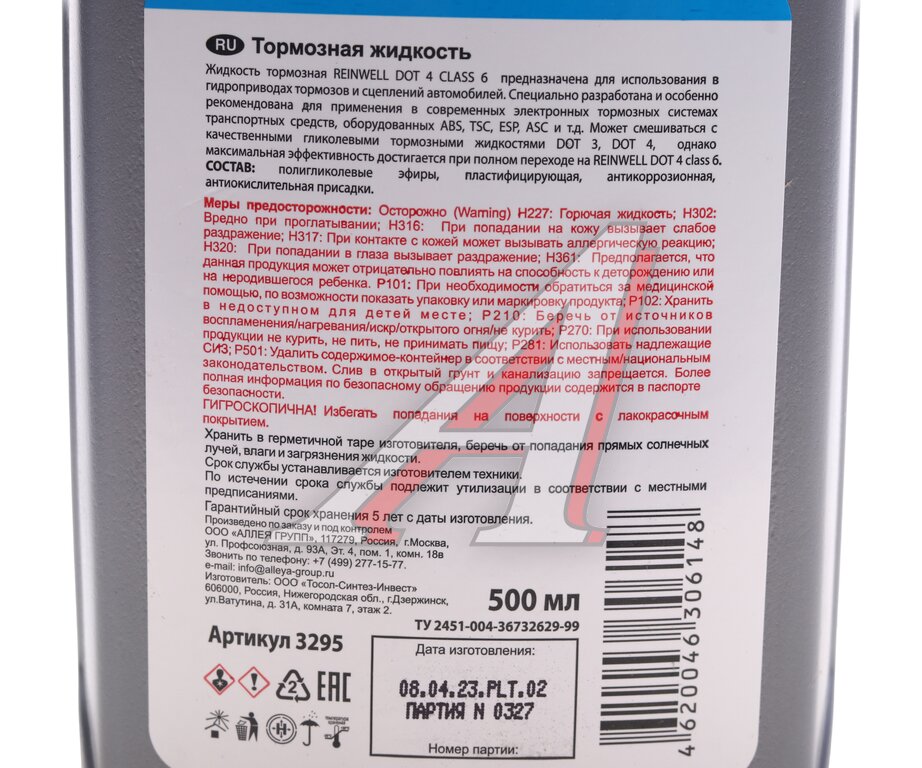 RU Тормозная жидкость
Жидкость тормозная REINWELL DOT 4 CLASS 6 предназначена для использования в
гидроприводах тормозов и сцеплений автомобилей. Специально разработана и особенно
рекомендована для применения в современных электронных тормозных системах
транспортных средств, оборудованных ABS, TSC, ESP, ASC и т.д. Может смешиваться с
качественными гликолевыми тормозными жидкостями DOT 3, DOT 4, однако
максимальная эффективность достигается при полном переходе на REINWELL DOT 4 class 6.
СОСТАВ: полигликолевые эфиры, пластифицирующая, антикоррозионная,
антиокислительная присадки.
Меры предосторожности: Осторожно (Warning) H227: Горючая жидкость; H302:
Вредно при проглатывании; H316: При попадании на кожу вызывает слабое
раздражение; H317: При контакте с кожей может вызывать аллергическую реакцию;
H320: При попадании в глаза вызывает раздражение; H361: Предполагается, что
данная продукция может отрицательно повлиять на способность к деторождению или
на неродившегося ребенка. P101: При необходимости обратиться за медицинской
помощью, по возможности показать упаковку или маркировку продукта; P102: Хранить
в недоступном для детей месте; P210: Беречь от источников
воспламенения/нагревания/искр/открытого огня/не курить; P270: При использовании
продукции не курить, не пить, не принимать пищу; P281: Использовать надлежащие
СИЗ; P501: Удалить содержимое-контейнер в соответствии с местным/национальным
законодательством. Слив в открытый грунт и канализацию запрещается. Более
полная информация по безопасному обращению продукции содержится в паспорте
безопасности.
ГИГРОСКОПИЧНА! Избегать попадания на поверхности с лакокрасочным
покрытием.
Хранить в герметичной таре изготовителя, беречь от попадания прямых солнечных
лучей, влаги и загрязнения жидкости.
Срок службы устанавливается изготовителем техники.
По истечении срока службы подлежит утилизации в соответствии с местными
предписаниями.
Гарантийный срок хранения 5 лет с даты изготовления.
Произведено по заказу и под контролем
ООО «АЛЛЕЯ ГРУПП», 117279, Россия, г.Москва,
ул. Профсоюзная, д. 93А, Эт. 4, пом. 1, комн. 18в
Звонить по телефону: +7 (499) 277-15-77.
e-mail: info@alleya-group.ru
Изготовитель: ООО «Тосол-Синтез-Инвест»
606000, Россия, Нижегородская обл., г.Дзержинск,
ул.Ватутина, д. 31А, комната 7, этаж 2.
500 мл
ТУ 2451-004-36732629-99
Артикул 3295
Дата изготовления:
08.04.23.PLT.02
ПАРТИЯ N 0327
Номер партии:
2
EAC
4620046306148